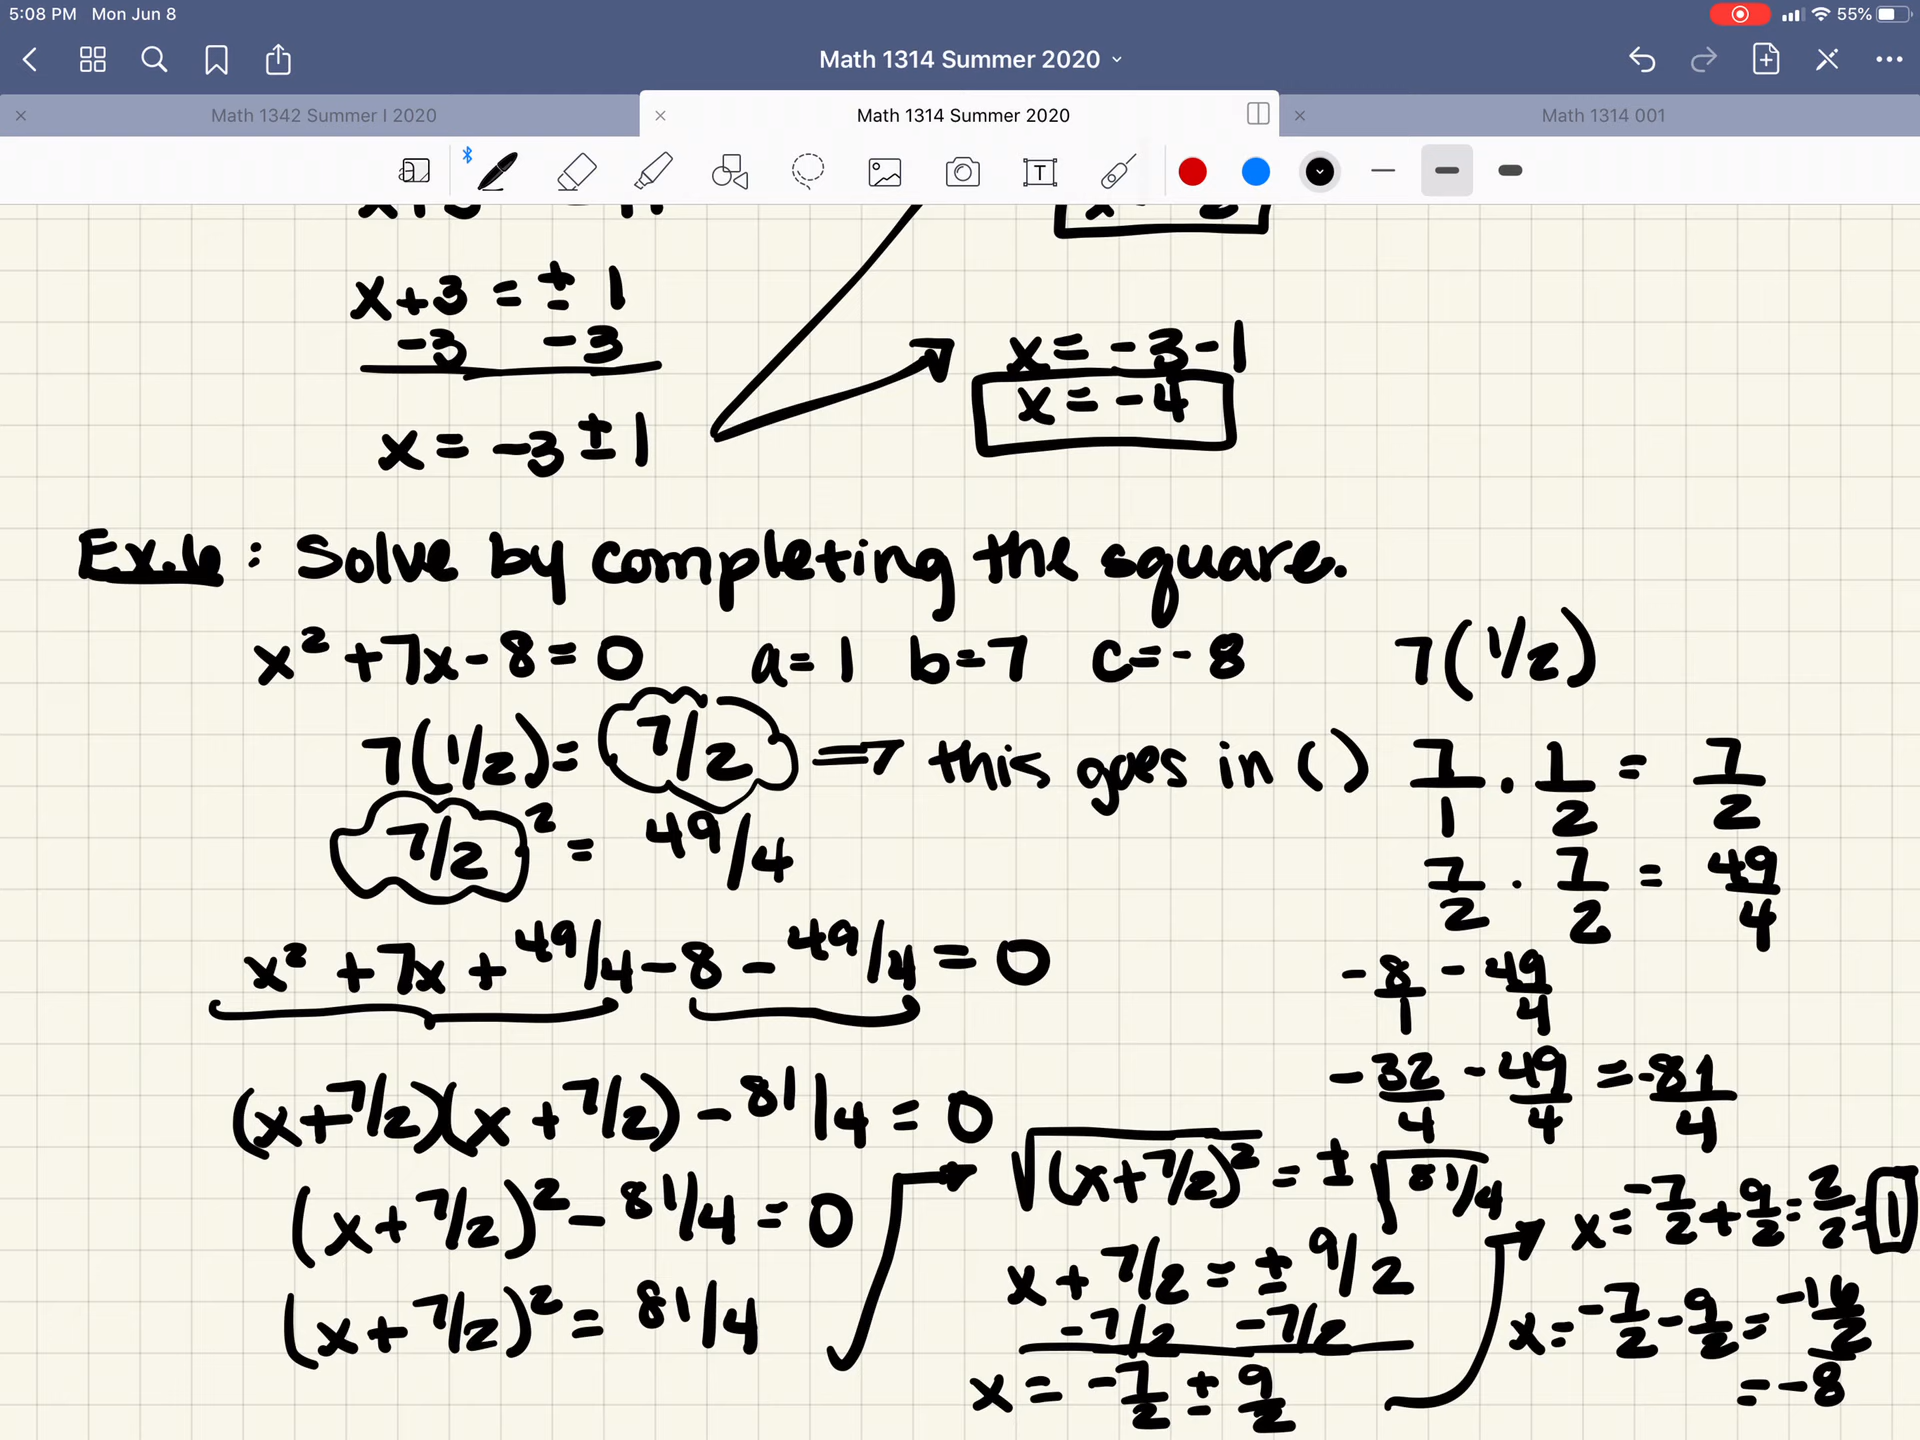 5:08 PM Mon Jun 8
55%
Math 1314 Summer 2020
Math 1342 Summer I 2020
Math 1314 Summer 2020
Math 1314 001
x+3 = ± 1
-3 -3
x = -3 ± 1
x = -3 - 1
x = -4
Ex. 6: Solve by completing the square.
x² + 7x - 8 = 0 a = 1 b = 7 c = -8 7(1/2)
7(1/2) = 7/2 ⇒ this goes in ( ) 7/1 · 1/2 = 7/2
7/2² = 49/4 7/2 · 7/2 = 49/4
x² + 7x + 49/4 - 8 - 49/4 = 0
-8/1 - 49/4
-32/4 - 49/4 = -81/4
(x + 7/2)(x + 7/2) - 81/4 = 0
(x + 7/2)² - 81/4 = 0
(x + 7/2)² = 81/4
√(x + 7/2)² = ± √81/4
x + 7/2 = ± 9/2
-7/2 -7/2
x = -7/2 ± 9/2
x = -7/2 + 9/2 = 2/2 = 1
x = -7/2 - 9/2 = -16/2
= -8